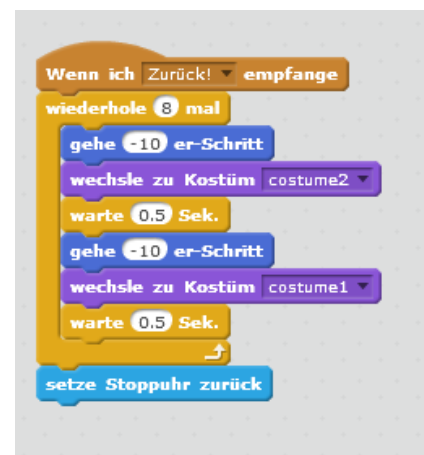 Wenn ich Zurück! empfange
wiederhole 8 mal
gehe -10 er-Schritt
wechsle zu Kostüm costume2
warte 0.5 Sek.
gehe -10 er-Schritt
wechsle zu Kostüm costume1
warte 0.5 Sek.
setze Stoppuhr zurück